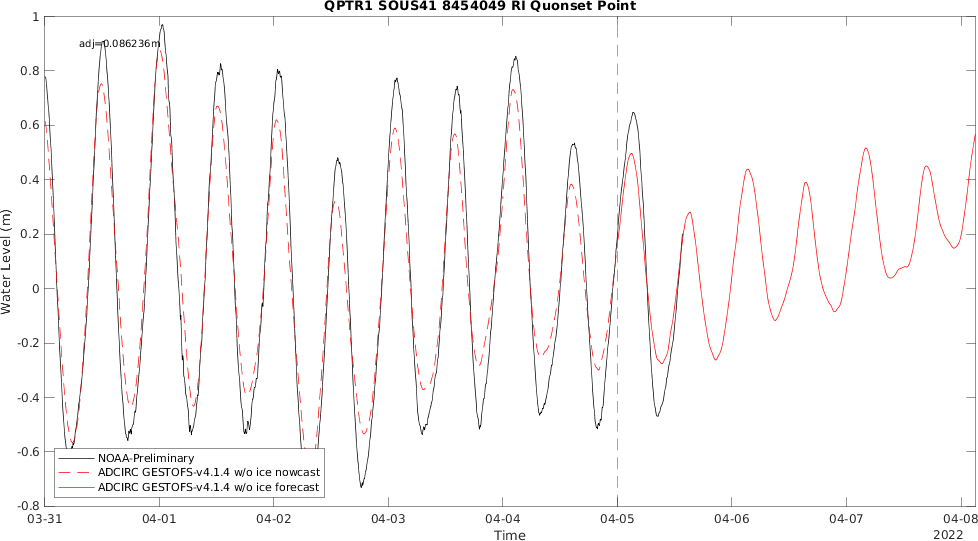 QPTR1 SOUS41 8454049 RI Quonset Point
adj=0.086236m
Water Level (m)
1
0.8
0.6
0.4
0.2
0
-0.2
-0.4
-0.6
-0.8
NOAA-Preliminary
ADCIRC GESTOFS-v4.1.4 w/o ice nowcast
ADCIRC GESTOFS-v4.1.4 w/o ice forecast
03-31 04-01 04-02 04-03 04-04 04-05 04-06 04-07 04-08
Time
2022